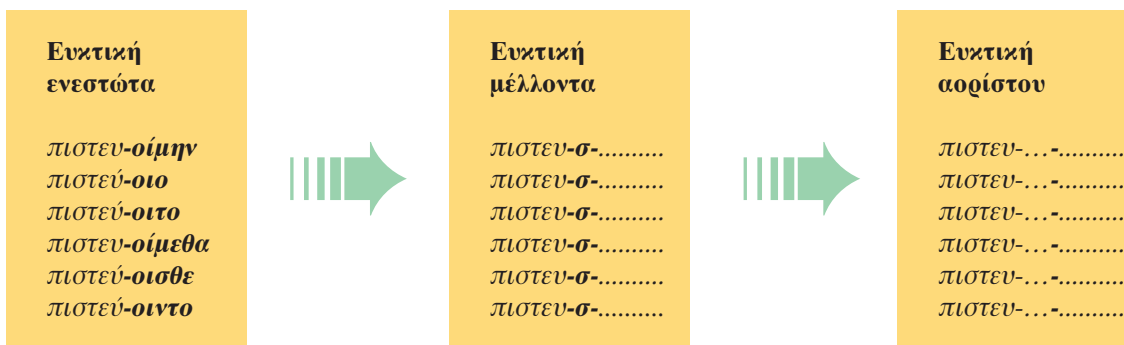 Ευκτική
ενεστώτα
πιστευ-οίμην
πιστεύ-οιο
πιστεύ-οιτο
πιστευ-οίμεθα
πιστεύ-οισθε
πιστεύ-οιντο
Ευκτική
μέλλοντα
πιστευ-σ-..........
πιστευ-σ-..........
πιστευ-σ-..........
πιστευ-σ-..........
πιστευ-σ-..........
πιστευ-σ-..........
Ευκτική
αορίστου
πιστευ-…-..........
πιστευ-…-..........
πιστευ-…-..........
πιστευ-…-..........
πιστευ-…-..........
πιστευ-…-..........